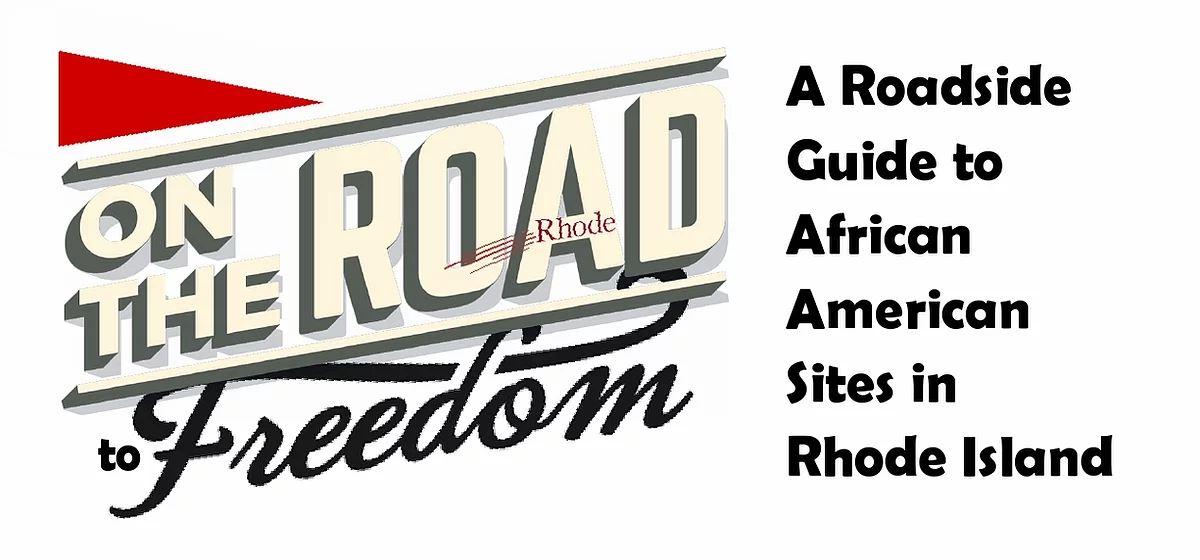 ON
THE
ROAD
Rhode
to
Freedom
A Roadside
Guide to
African
American
Sites in
Rhode Island